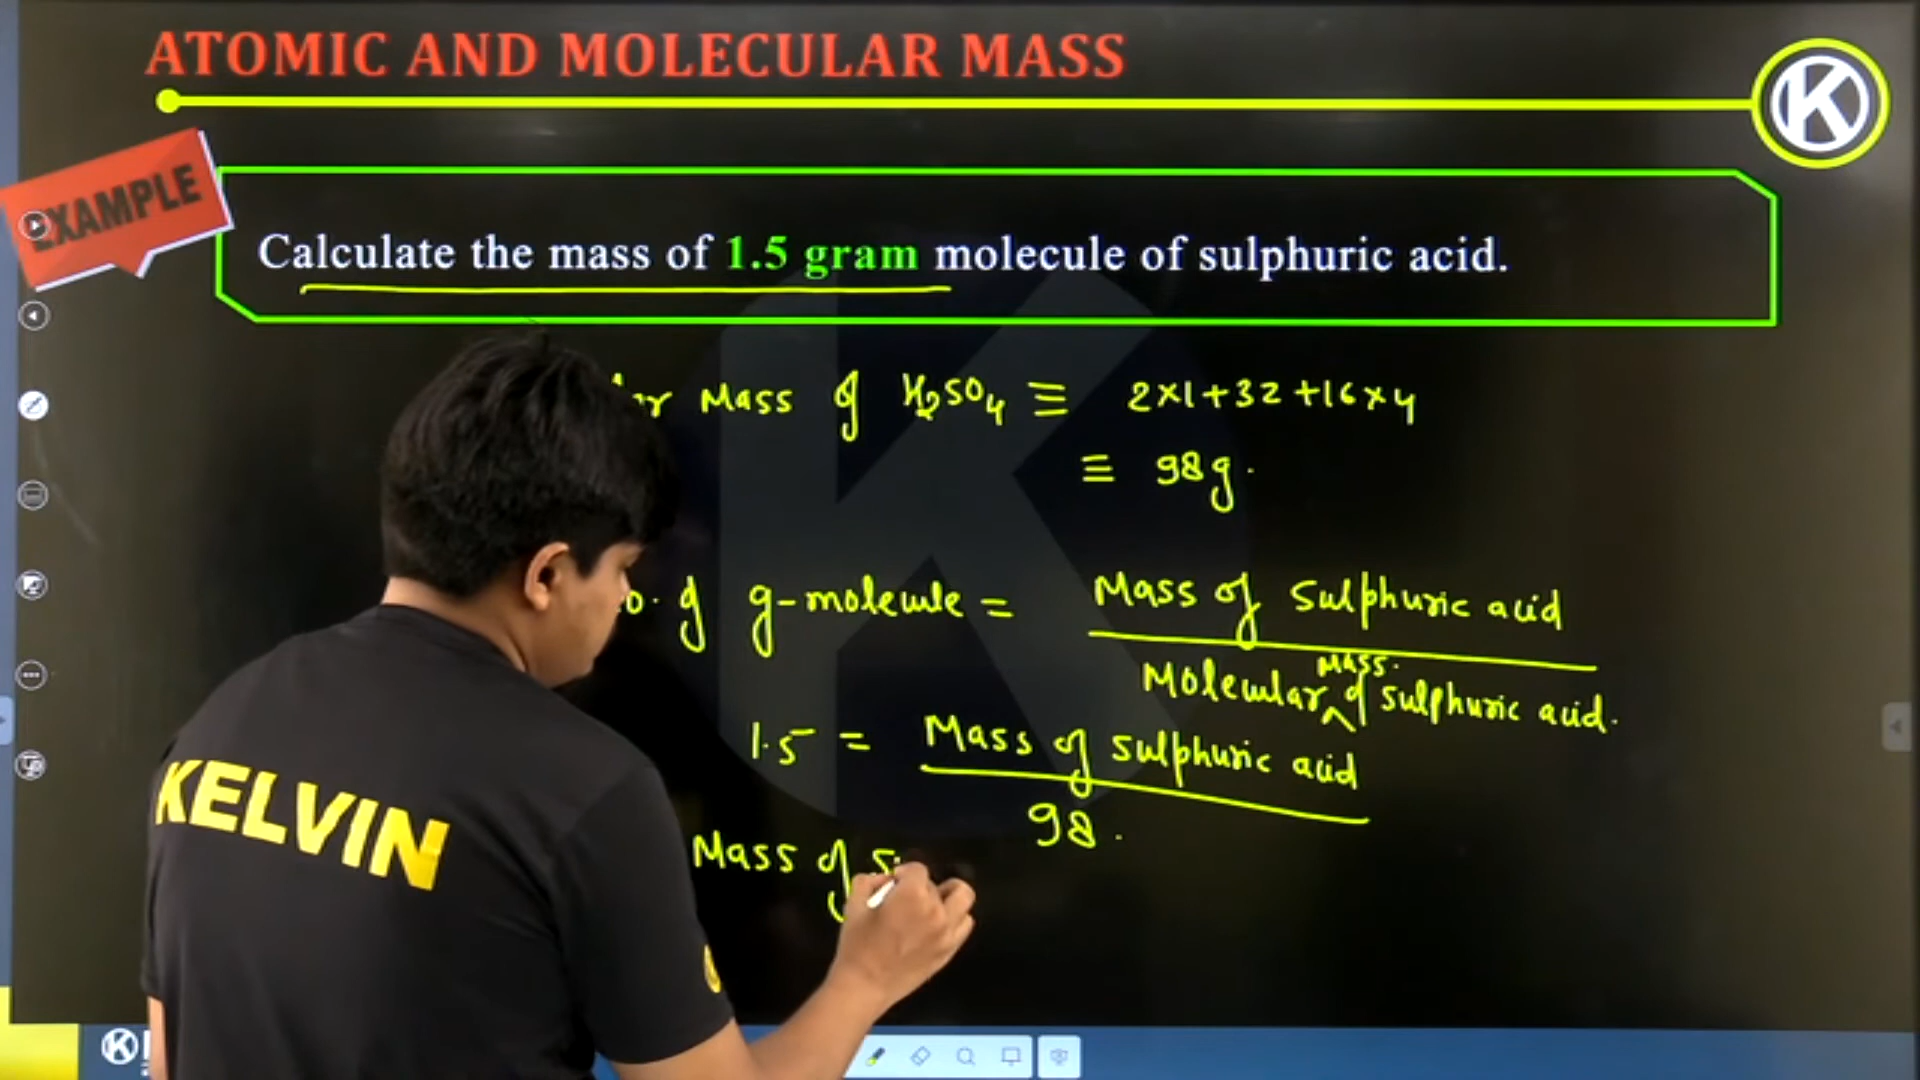 ATOMIC AND MOLECULAR MASS
K
EXAMPLE
Calculate the mass of 1.5 gram molecule of sulphuric acid.
Mass of H₂SO₄ ≡ 2×1+32+16×4
≡ 98g.
of g-molecule = Mass of Sulphuric acid
Molecular mass. of sulphuric acid.
1.5 = Mass of sulphuric acid
98.
Mass of
KELVIN
K